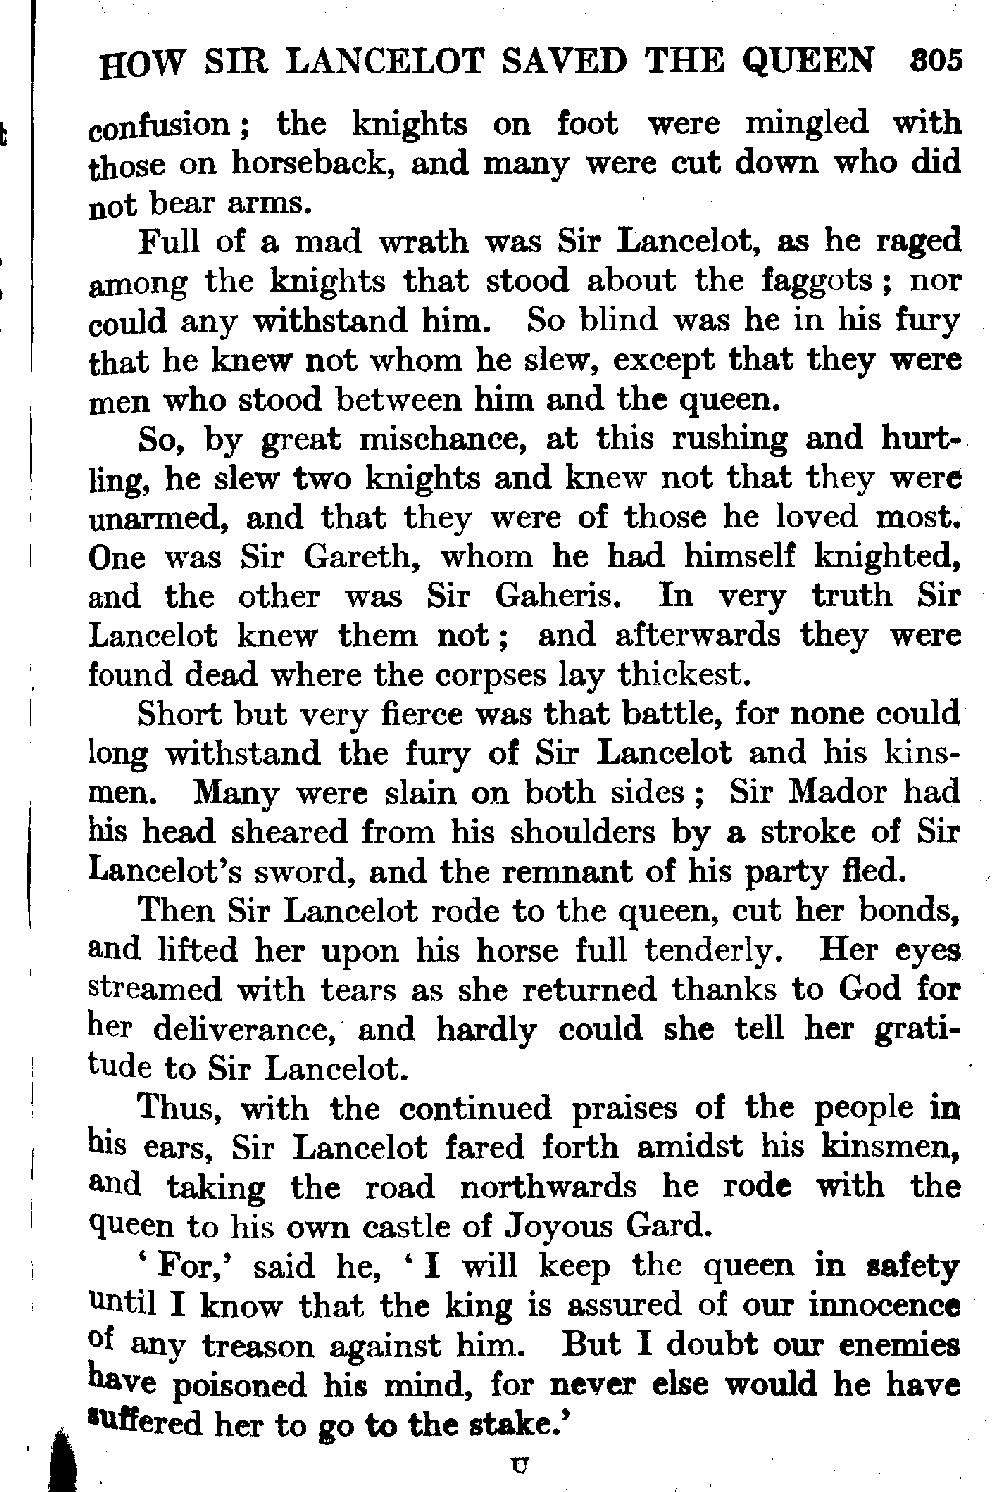 HOW SIR LANCELOT SAVED THE QUEEN 305
confusion ; the knights on foot were mingled with
those on horseback, and many were cut down who did
not bear arms.
Full of a mad wrath was Sir Lancelot, as he raged
among the knights that stood about the faggots ; nor
could any withstand him. So blind was he in his fury
that he knew not whom he slew, except that they were
men who stood between him and the queen.
So, by great mischance, at this rushing and hurt-
ling, he slew two knights and knew not that they were
unarmed, and that they were of those he loved most.
One was Sir Gareth, whom he had himself knighted,
and the other was Sir Gaheris. In very truth Sir
Lancelot knew them not ; and afterwards they were
found dead where the corpses lay thickest.
Short but very fierce was that battle, for none could
long withstand the fury of Sir Lancelot and his kins-
men. Many were slain on both sides ; Sir Mador had
his head sheared from his shoulders by a stroke of Sir
Lancelot's sword, and the remnant of his party fled.
Then Sir Lancelot rode to the queen, cut her bonds,
and lifted her upon his horse full tenderly. Her eyes
streamed with tears as she returned thanks to God for
her deliverance, and hardly could she tell her grati-
tude to Sir Lancelot.
Thus, with the continued praises of the people in
his ears, Sir Lancelot fared forth amidst his kinsmen,
and taking the road northwards he rode with the
queen to his own castle of Joyous Gard.
‘ For,’ said he, ‘ I will keep the queen in safety
until I know that the king is assured of our innocence
of any treason against him. But I doubt our enemies
have poisoned his mind, for never else would he have
suffered her to go to the stake.’
U